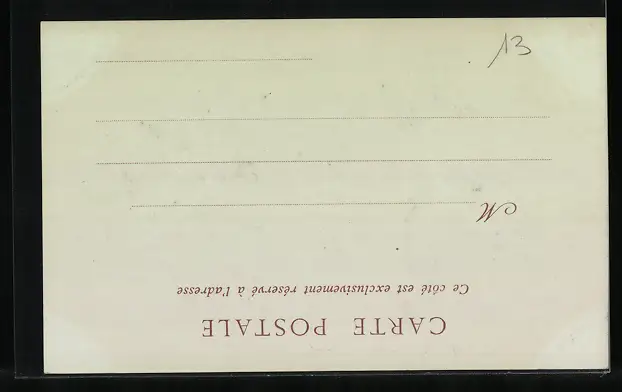 CARTE POSTALE
Ce côté est exclusivement réservé à l'adresse
M
13